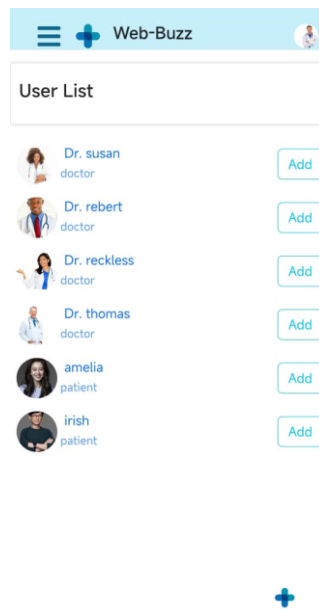 Web-Buzz
User List
Dr. susan
doctor
Add
Dr. rebert
doctor
Add
Dr. reckless
doctor
Add
Dr. thomas
doctor
Add
amelia
patient
Add
irish
patient
Add